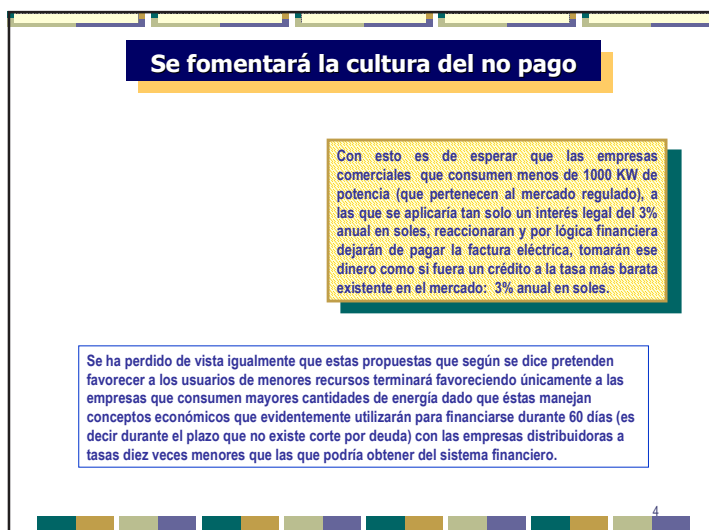 Se fomentará la cultura del no pago
Con esto es de esperar que las empresas
comerciales que consumen menos de 1000 KW de
potencia (que pertenecen al mercado regulado), a
las que se aplicaría tan solo un interés legal del 3%
anual en soles, reaccionaran y por lógica financiera
dejarán de pagar la factura eléctrica, tomarán ese
dinero como si fuera un crédito a la tasa más barata
existente en el mercado: 3% anual en soles.
Se ha perdido de vista igualmente que estas propuestas que según se dice pretenden
favorecer a los usuarios de menores recursos terminará favoreciendo únicamente a las
empresas que consumen mayores cantidades de energía dado que éstas manejan
conceptos económicos que evidentemente utilizarán para financiarse durante 60 días (es
decir durante el plazo que no existe corte por deuda) con las empresas distribuidoras a
tasas diez veces menores que las que podría obtener del sistema financiero.
4